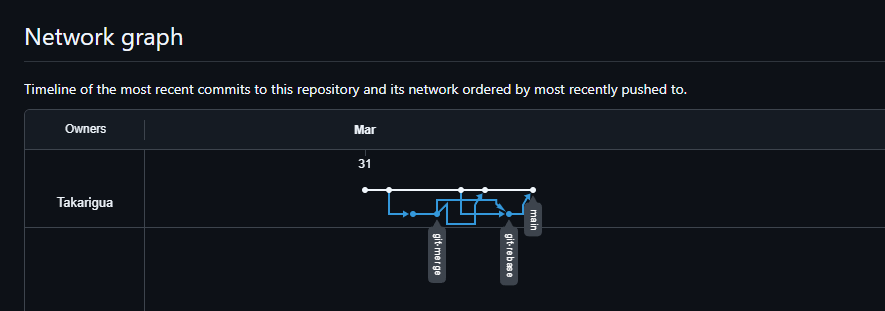 Network graph
Timeline of the most recent commits to this repository and its network ordered by most recently pushed to.
Owners
Mar
31
Takarigua
main
git-merge
git-rebase